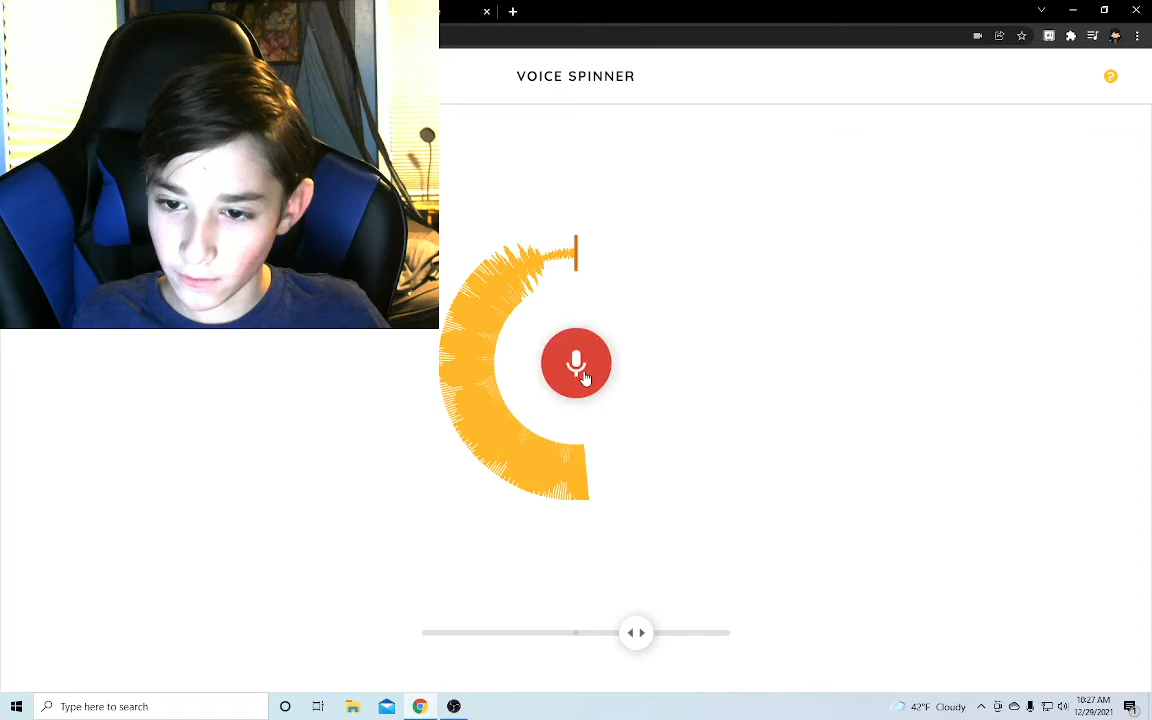 VOICE SPINNER
?
Type here to search
42°F Cloudy
10:27 AM
12/29/2021